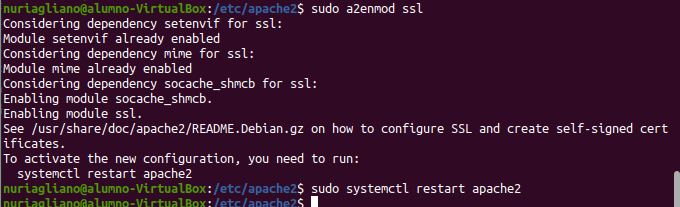 nuriagliano@alumno-VirtualBox:/etc/apache2$ sudo a2enmod ssl
Considering dependency setenvif for ssl:
Module setenvif already enabled
Considering dependency mime for ssl:
Module mime already enabled
Considering dependency socache_shmcb for ssl:
Enabling module socache_shmcb.
Enabling module ssl.
See /usr/share/doc/apache2/README.Debian.gz on how to configure SSL and create self-signed cert
ificates.
To activate the new configuration, you need to run:
  systemctl restart apache2
nuriagliano@alumno-VirtualBox:/etc/apache2$ sudo systemctl restart apache2
nuriagliano@alumno-VirtualBox:/etc/apache2$